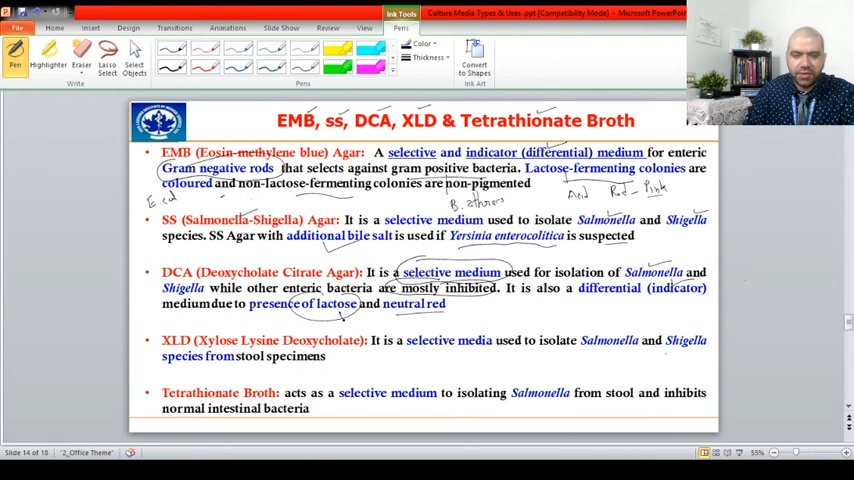 Ink Tools
Culture Media Types & Uses .ppt [Compatibility Mode] - Microsoft PowerPoint
File Home Insert Design Transitions Animations Slide Show Review View Pens
Pen
Highlighter
Eraser
Lasso Select
Select Objects
Color
Thickness
Convert to Shapes
Write
Pens
Ink Art
EMB, ss, DCA, XLD & Tetrathionate Broth
• EMB (Eosin-methylene blue) Agar: A selective and indicator (differential) medium for enteric
Gram negative rods that selects against gram positive bacteria. Lactose-fermenting colonies are
coloured and non-lactose-fermenting colonies are non-pigmented
Acid Red - Pink
• SS (Salmonella-Shigella) Agar: It is a selective medium used to isolate Salmonella and Shigella
species. SS Agar with additional bile salt is used if Yersinia enterocolitica is suspected
• DCA (Deoxycholate Citrate Agar): It is a selective medium used for isolation of Salmonella and
Shigella while other enteric bacteria are mostly inhibited. It is also a differential (indicator)
medium due to presence of lactose and neutral red
• XLD (Xylose Lysine Deoxycholate): It is a selective media used to isolate Salmonella and Shigella
species from stool specimens
• Tetrathionate Broth: acts as a selective medium to isolating Salmonella from stool and inhibits
normal intestinal bacteria
Slide 14 of 18 "2_Office Theme" 55%